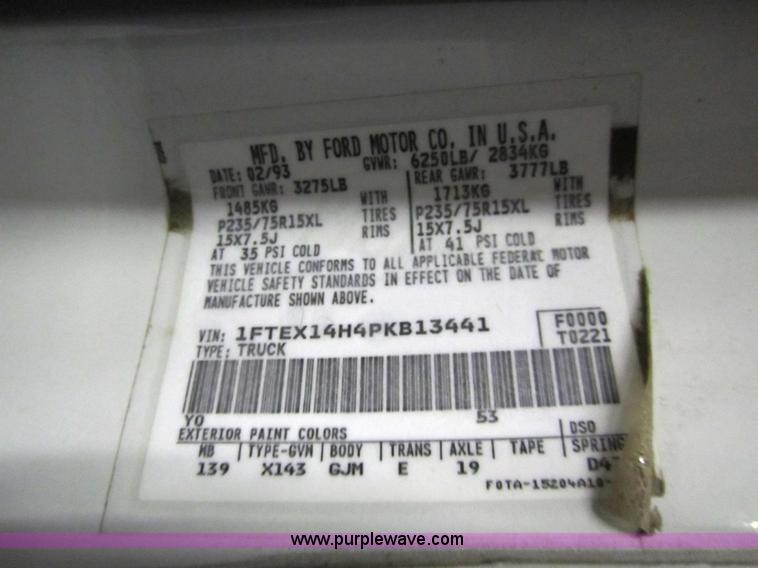 MFD. BY FORD MOTOR CO. IN U.S.A.
DATE: 02/93 GVWR: 6250LB/ 2834KG
FRONT GAWR: 3275LB REAR GAWR: 3777LB
1485KG WITH 1713KG WITH
P235/75R15XL TIRES P235/75R15XL TIRES
15X7.5J RIMS 15X7.5J RIMS
AT 35 PSI COLD AT 41 PSI COLD
THIS VEHICLE CONFORMS TO ALL APPLICABLE FEDERAL MOTOR
VEHICLE SAFETY STANDARDS IN EFFECT ON THE DATE OF
MANUFACTURE SHOWN ABOVE.
VIN: 1FTEX14H4PKB13441 F0000
TYPE: TRUCK T0221
YO 53
EXTERIOR PAINT COLORS DSO
WB TYPE-GVW BODY TRANS AXLE TAPE SPRING
139 X143 GJM E 19
F0TA-15204A10-
www.purplewave.com